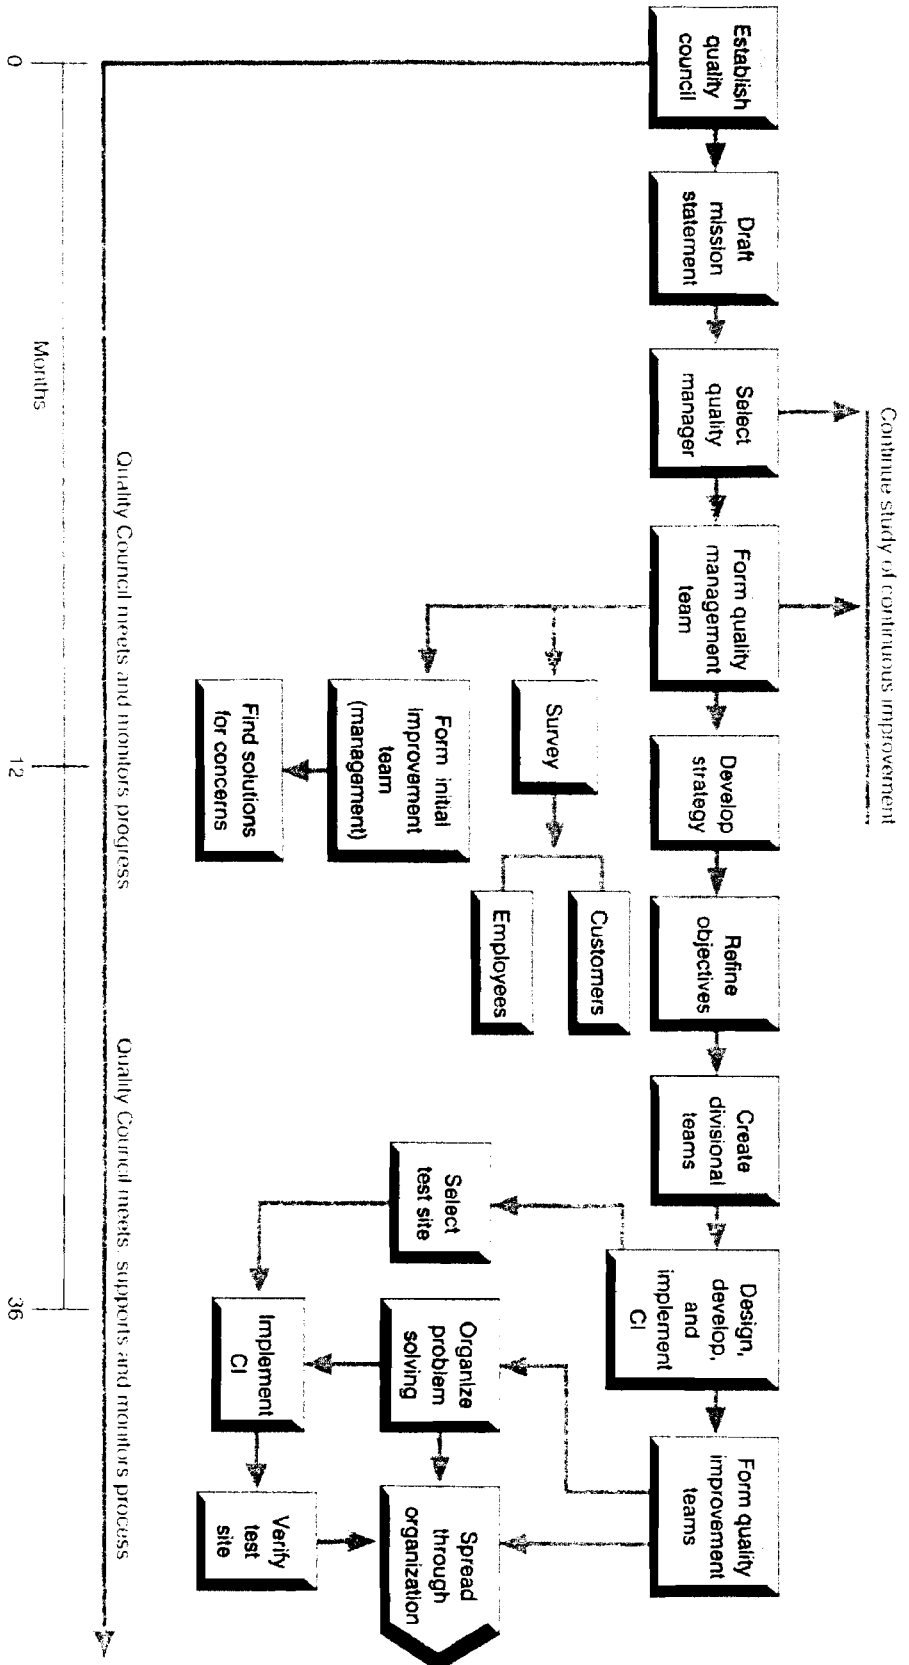 Continue study of continuous improvement
Establish
quality
council
Draft
mission
statement
Select
quality
manager
Form quality
management
team
Develop
strategy
Refine
objectives
Create
divisional
teams
Design,
develop,
and
implement
CI
Form quality
improvement
teams
Survey
Customers
Employees
Form initial
improvement
team
(management)
Find solutions
for concerns
Select
test site
Organize
problem
solving
Implement
CI
Verify
test
site
Spread
through
organization
Quality Council meets and monitors progress
Quality Council meets, supports and monitors process
0
12
36
Months